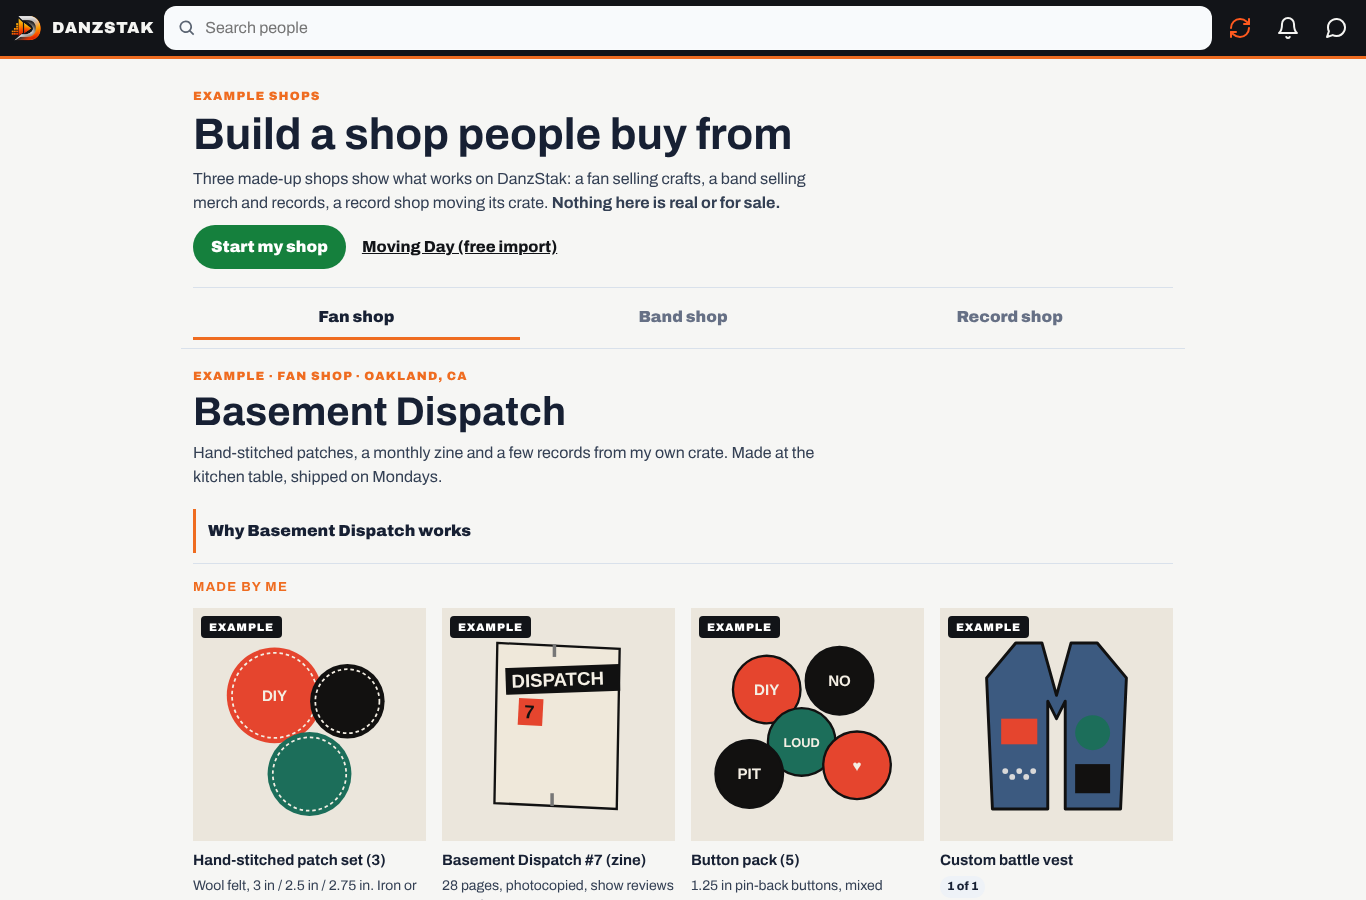 DANZSTAK
Search people
EXAMPLE SHOPS
Build a shop people buy from
Three made-up shops show what works on DanzStak: a fan selling crafts, a band selling
merch and records, a record shop moving its crate. Nothing here is real or for sale.
Start my shop
Moving Day (free import)
Fan shop
Band shop
Record shop
EXAMPLE · FAN SHOP · OAKLAND, CA
Basement Dispatch
Hand-stitched patches, a monthly zine and a few records from my own crate. Made at the
kitchen table, shipped on Mondays.
Why Basement Dispatch works
MADE BY ME
EXAMPLE
DIY
EXAMPLE
DISPATCH
7
EXAMPLE
DIY
NO
LOUD
PIT
♥
EXAMPLE
Hand-stitched patch set (3)
Wool felt, 3 in / 2.5 in / 2.75 in. Iron or
Basement Dispatch #7 (zine)
28 pages, photocopied, show reviews
Button pack (5)
1.25 in pin-back buttons, mixed
Custom battle vest
1 of 1